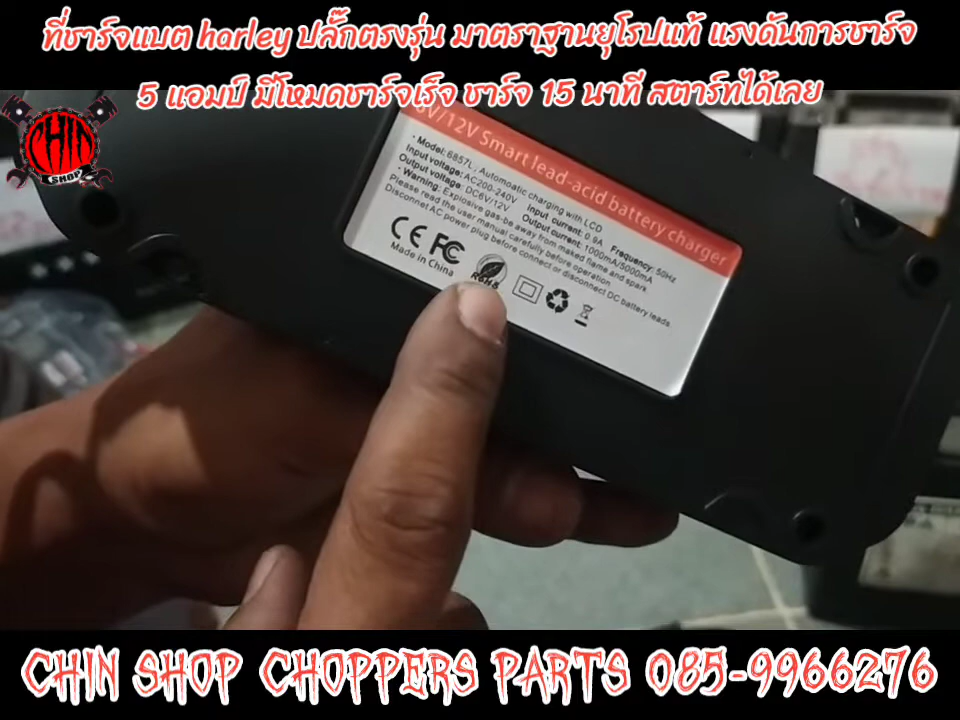 ที่ชาร์จแบต harley ปลั๊กตรงรุ่น มาตราฐานยุโรปแท้ แรงดันการชาร์จ
5 แอมป์ มีโหมดชาร์จเร็จ ชาร์จ 15 นาที สตาร์ทได้เลย
CHIN
SHOP
6V/12V Smart lead-acid battery charger
· Model: 6857L ; Automoatic charging with LCD
Input voltage: AC200-240V Input current: 0.9A Frequency: 50Hz
Output voltage: DC6V/12V Output current: 1000mA/5000mA
· Warning: Explosive gas-be away from maked flame and spark
Please read the user manual carefully before operation
Disconnet AC power plug before connect or disconnect DC battery leads
CE FC
Made in China
RoHS
CHIN SHOP CHOPPERS PARTS 085-9966276